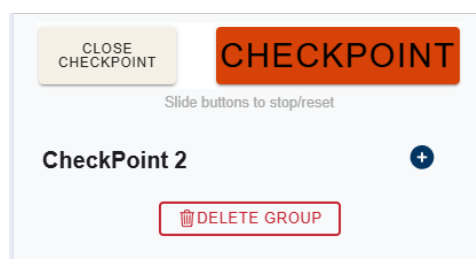 CLOSE
CHECKPOINT
CHECKPOINT
Slide buttons to stop/reset
CheckPoint 2
DELETE GROUP